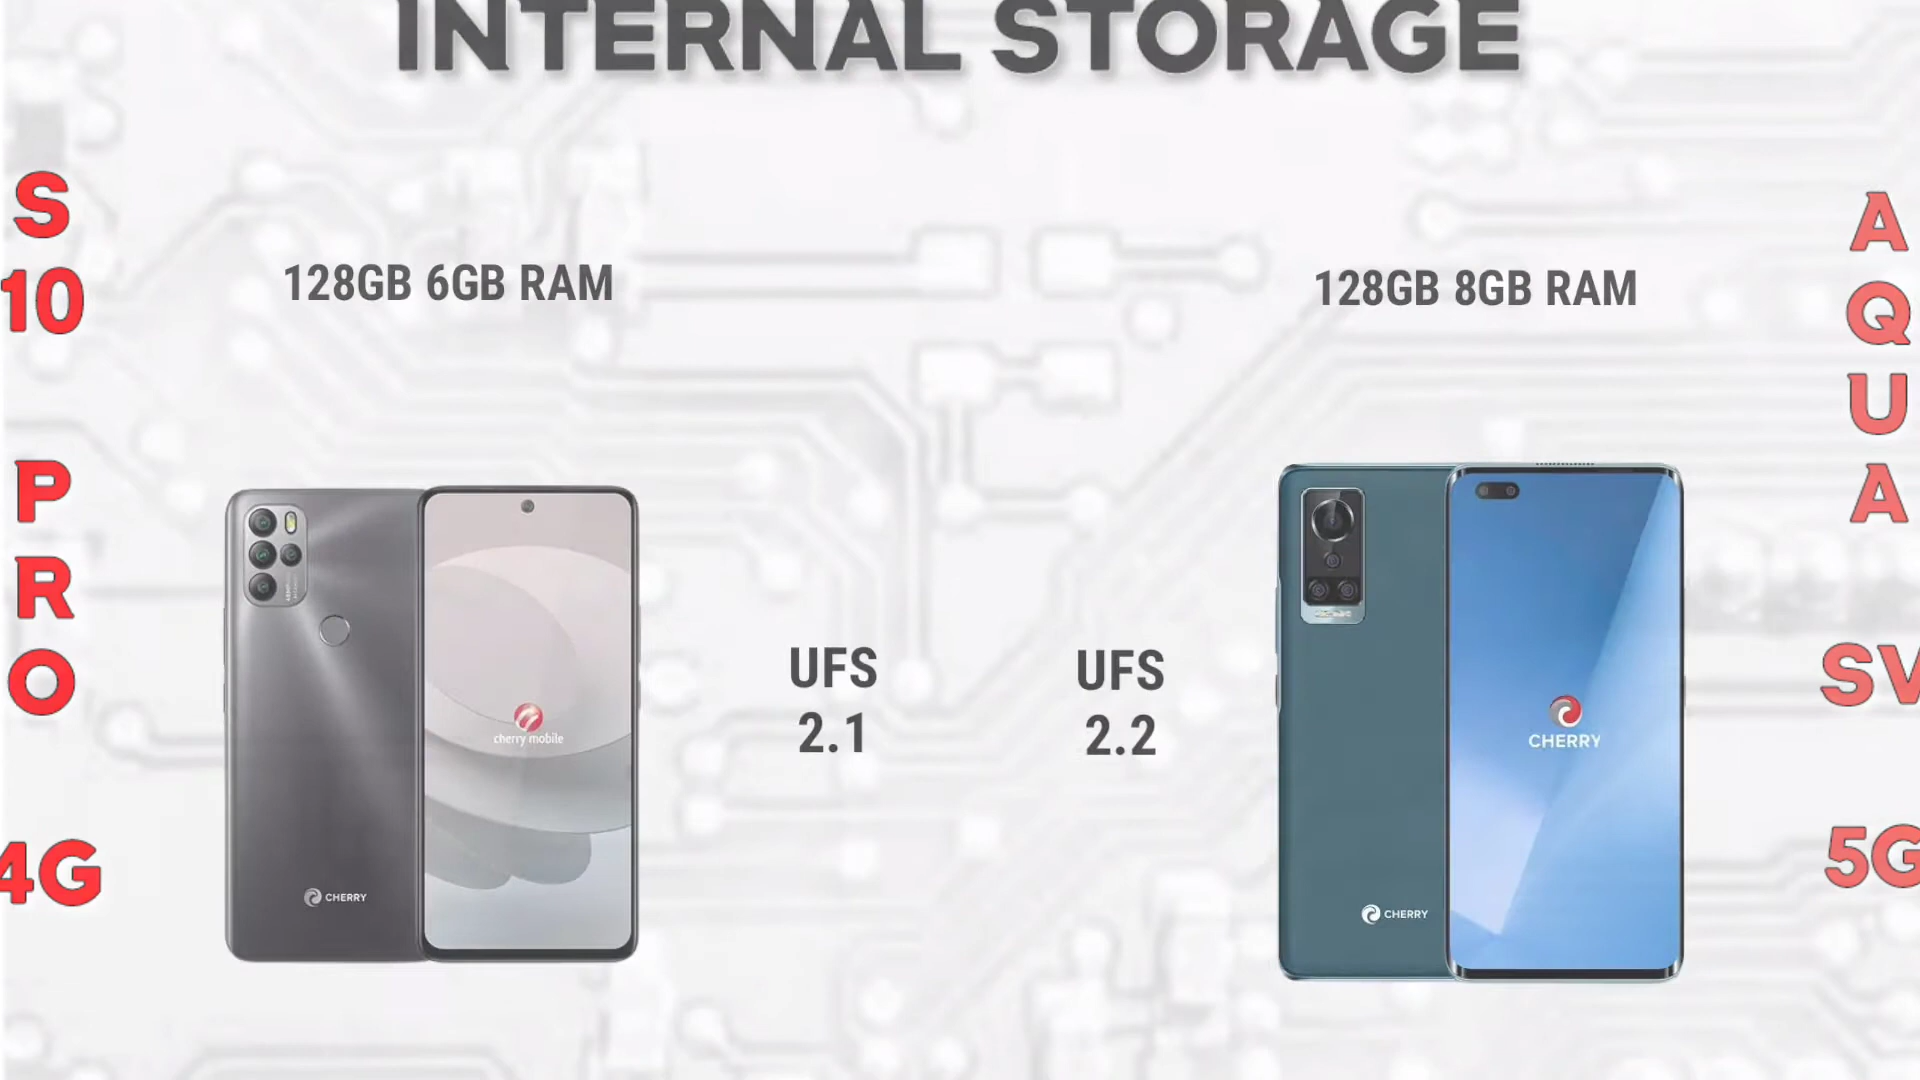 INTERNAL STORAGE
S
10
P
R
O
4G
128GB 6GB RAM
128GB 8GB RAM
UFS
2.1
UFS
2.2
cherry mobile
CHERRY
CHERRY
CHERRY
A
Q
U
A
SV
5G